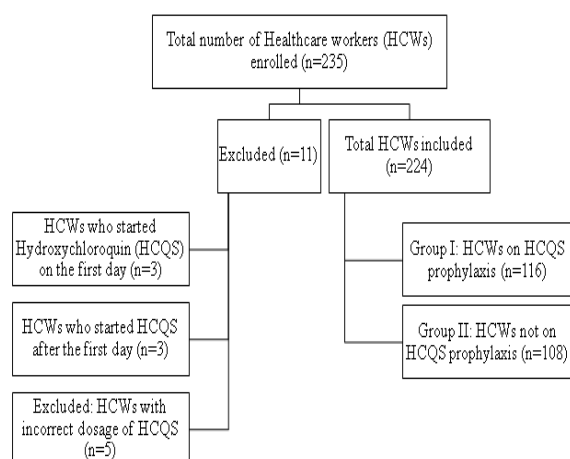 Total number of Healthcare workers (HCWs)
enrolled (n=235)
Excluded (n=11)
Total HCWs included
(n=224)
HCWs who started
Hydroxychloroquin (HCQS)
on the first day (n=3)
Group I: HCWs on HCQS
prophylaxis (n=116)
HCWs who started HCQS
after the first day (n=3)
Group II: HCWs not on
HCQS prophylaxis (n=108)
Excluded: HCWs with
incorrect dosage of HCQS
(n=5)